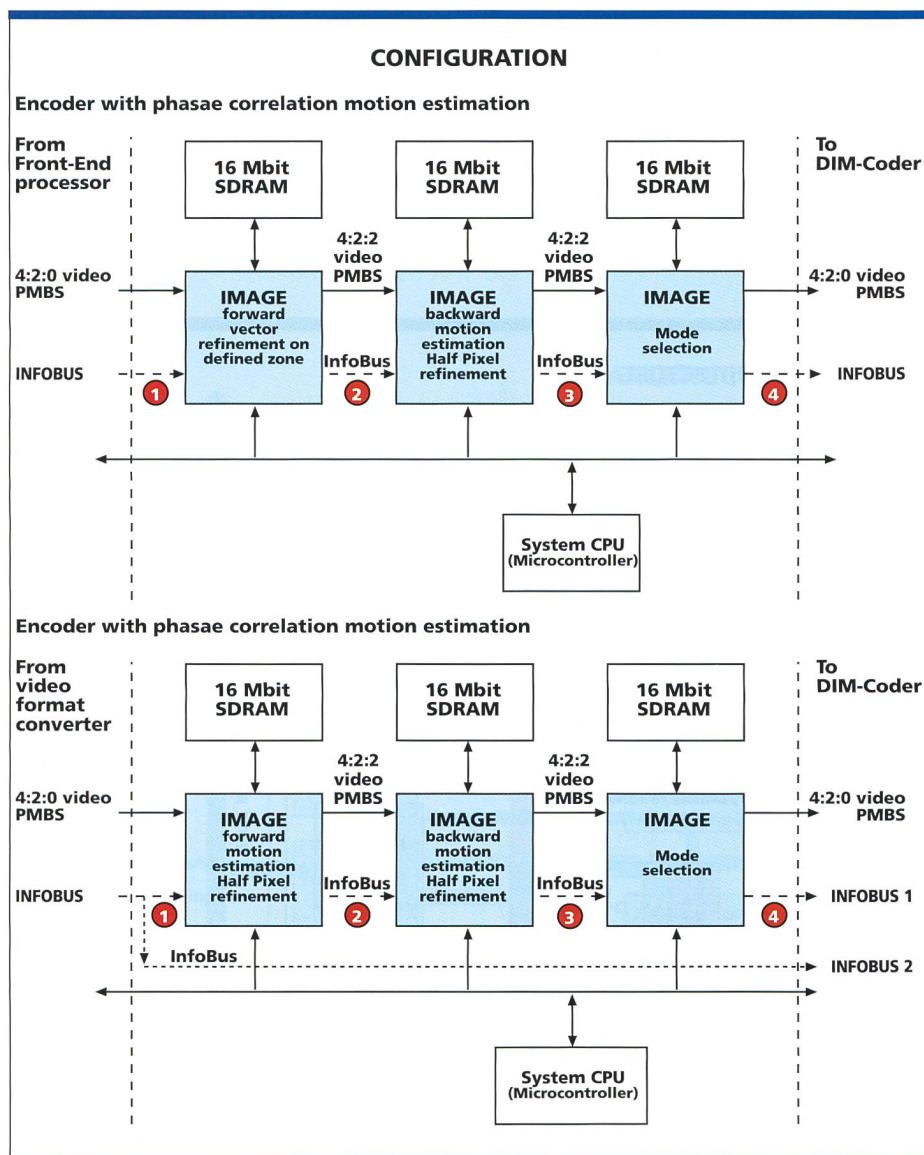 CONFIGURATION
Encoder with phasae correlation motion estimation
From
Front-End
processor
To
DIM-Coder
16 Mbit
SDRAM
16 Mbit
SDRAM
16 Mbit
SDRAM
4:2:0 video
PMBS
4:2:2
video
PMBS
4:2:2
video
PMBS
4:2:0 video
PMBS
IMAGE
forward
vector
refinement on
defined zone
IMAGE
backward
motion
estimation
Half Pixel
refinement
IMAGE
Mode
selection
INFOBUS
InfoBus
InfoBus
INFOBUS
1
2
3
4
System CPU
(Microcontroller)
Encoder with phasae correlation motion estimation
From
video
format
converter
To
DIM-Coder
16 Mbit
SDRAM
16 Mbit
SDRAM
16 Mbit
SDRAM
4:2:0 video
PMBS
4:2:2
video
PMBS
4:2:2
video
PMBS
4:2:0 video
PMBS
IMAGE
forward
motion
estimation
Half Pixel
refinement
IMAGE
backward
motion
estimation
Half Pixel
refinement
IMAGE
Mode
selection
INFOBUS
InfoBus
InfoBus
INFOBUS 1
1
2
3
4
InfoBus
INFOBUS 2
System CPU
(Microcontroller)